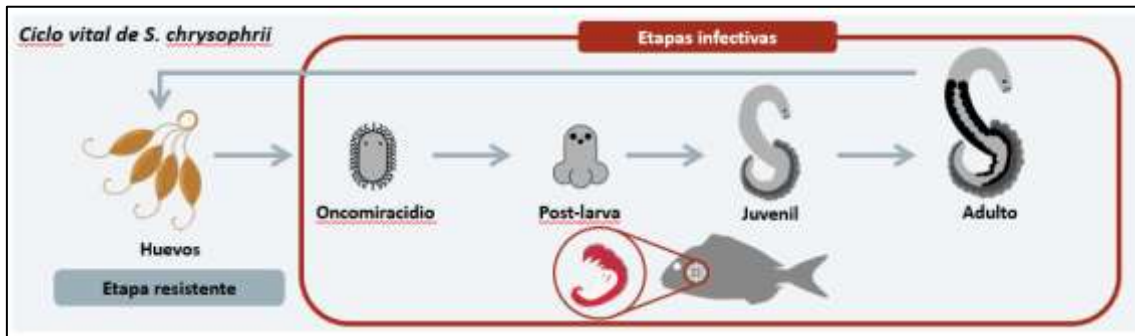 Ciclo vital de S. chrysophrii
Etapas infectivas
Oncomiracidio
Post-larva
Juvenil
Adulto
Huevos
Etapa resistente